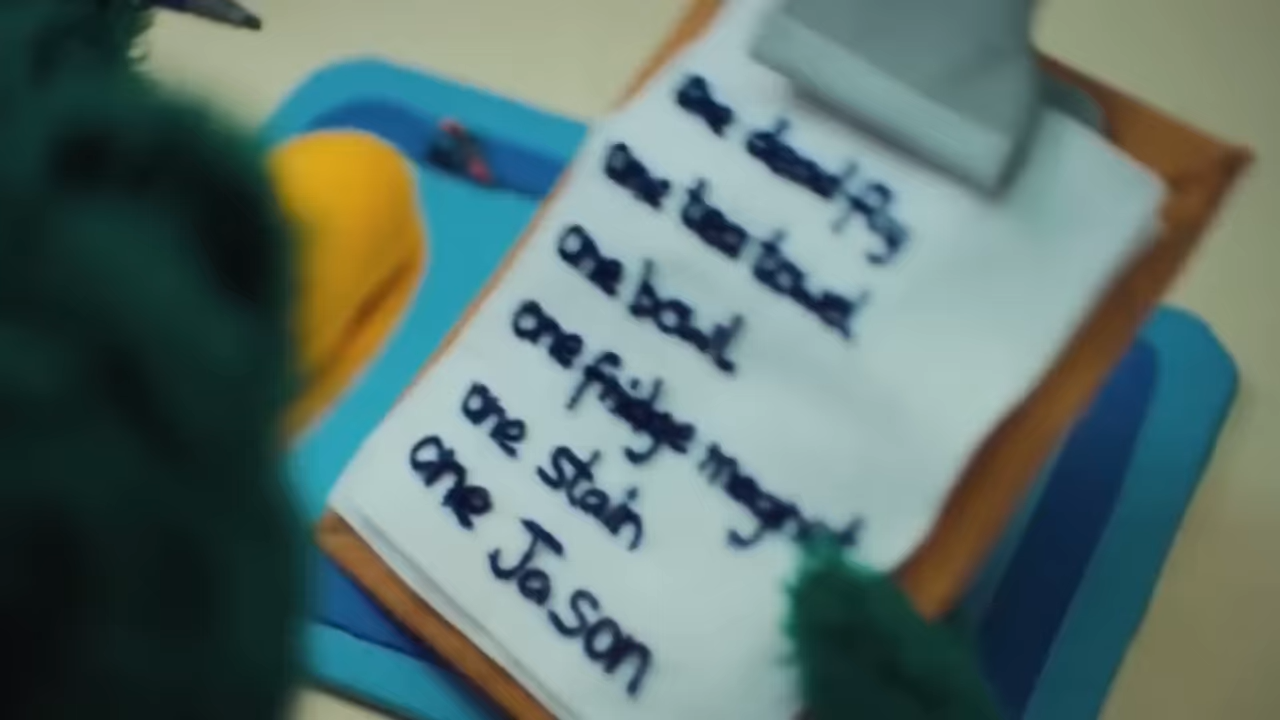 one dead fly
one tea towel
one bowl
one fridge magnet
one stain
one Jason